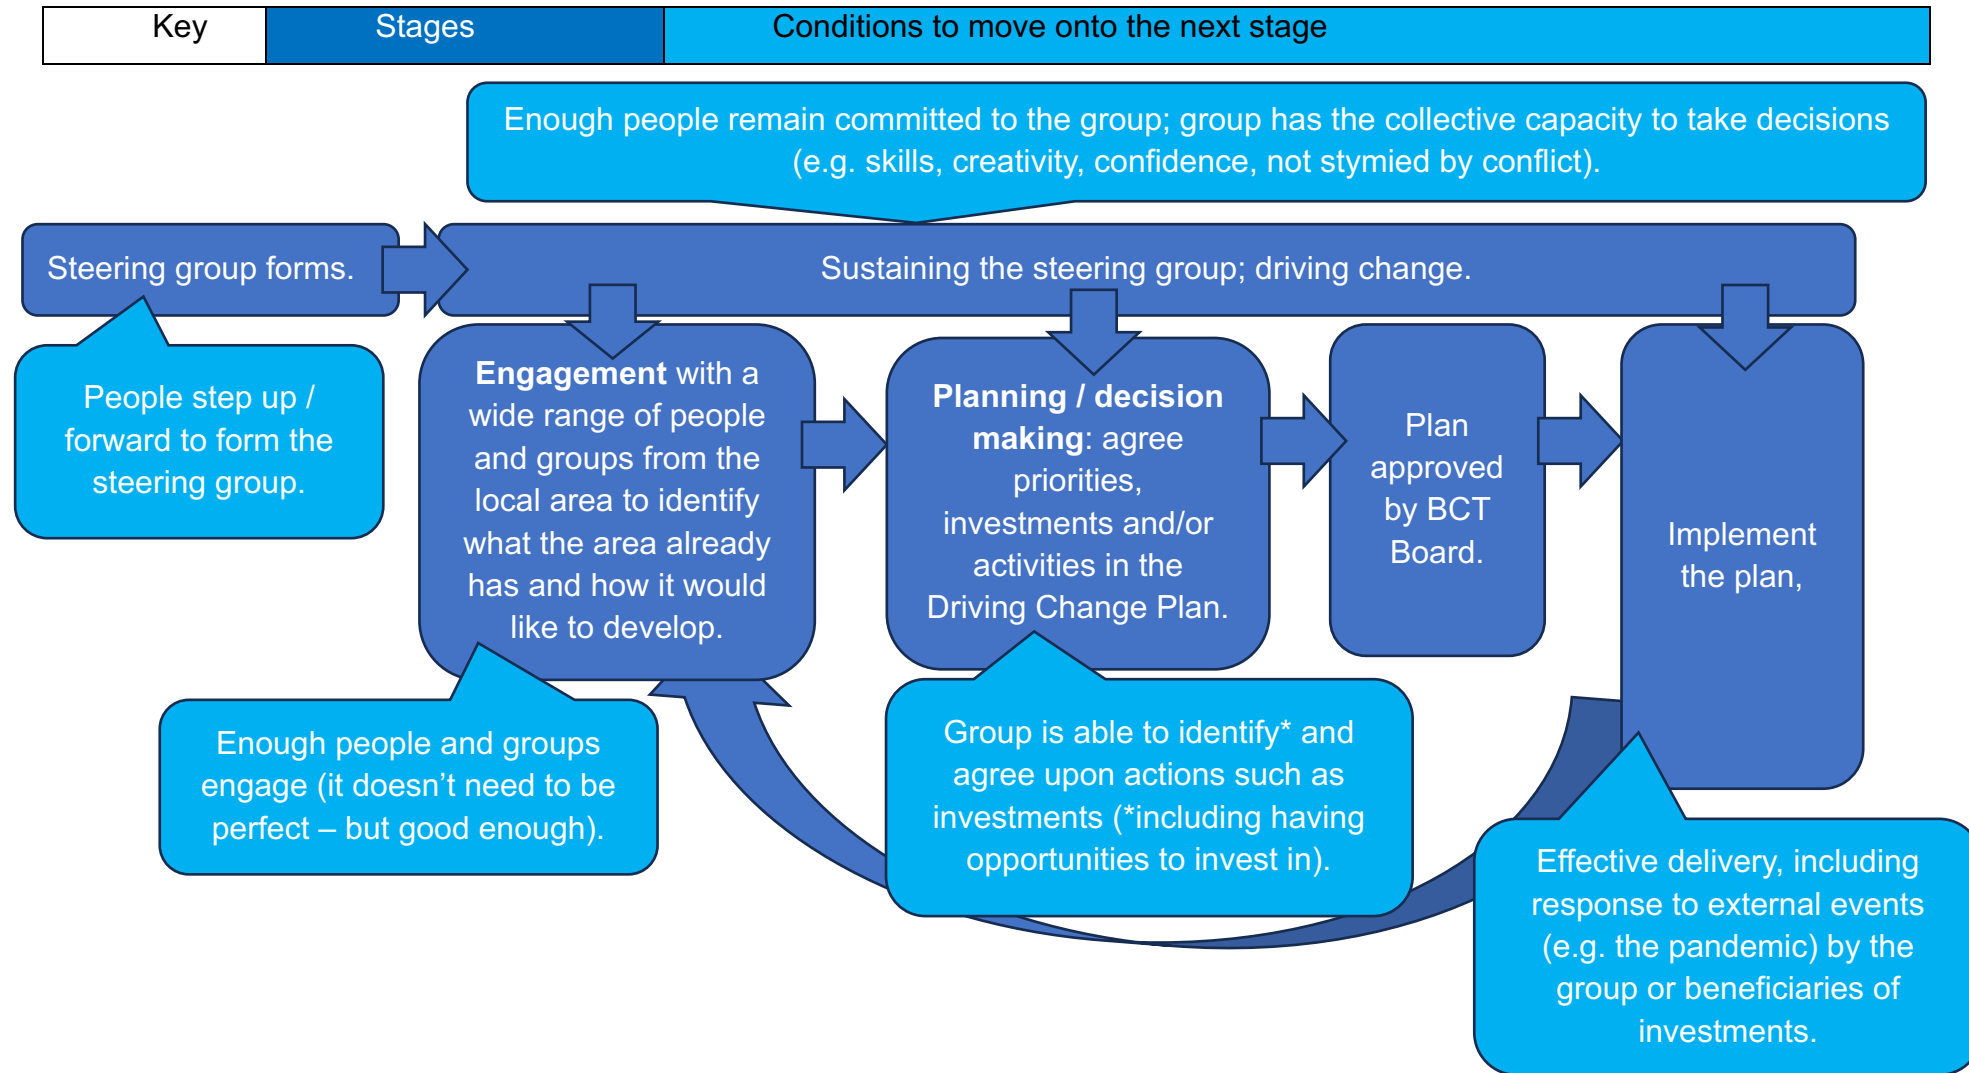 Key
Stages
Conditions to move onto the next stage
Enough people remain committed to the group; group has the collective capacity to take decisions
(e.g. skills, creativity, confidence, not stymied by conflict).
Steering group forms.
Sustaining the steering group; driving change.
People step up /
forward to form the
steering group.
Engagement with a
wide range of people
and groups from the
local area to identify
what the area already
has and how it would
like to develop.
Planning / decision
making: agree
priorities,
investments and/or
activities in the
Driving Change Plan.
Plan
approved
by BCT
Board.
Implement
the plan,
Enough people and groups
engage (it doesn’t need to be
perfect – but good enough).
Group is able to identify* and
agree upon actions such as
investments (*including having
opportunities to invest in).
Effective delivery, including
response to external events
(e.g. the pandemic) by the
group or beneficiaries of
investments.